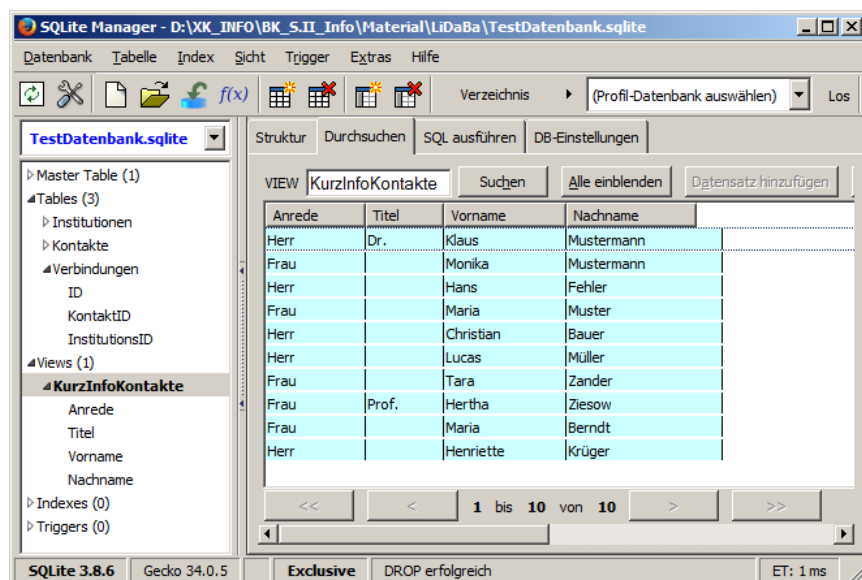 SQLite Manager - D:\XK_INFO\BK_S.II_Info\Material\LiDaBa\TestDatenbank.sqlite
Datenbank Tabelle Index Sicht Trigger Extras Hilfe
f(x) Verzeichnis (Profil-Datenbank auswählen) Los
TestDatenbank.sqlite
Master Table (1)
Tables (3)
Institutionen
Kontakte
Verbindungen
ID
KontaktID
InstitutionsID
Views (1)
KurzInfoKontakte
Anrede
Titel
Vorname
Nachname
Indexes (0)
Triggers (0)
Struktur Durchsuchen SQL ausführen DB-Einstellungen
VIEW KurzInfoKontakte Suchen Alle einblenden Datensatz hinzufügen
Anrede Titel Vorname Nachname
Herr Dr. Klaus Mustermann
Frau Monika Mustermann
Herr Hans Fehler
Frau Maria Muster
Herr Christian Bauer
Herr Lucas Müller
Frau Tara Zander
Frau Prof. Hertha Ziesow
Frau Maria Berndt
Herr Henriette Krüger
<< < 1 bis 10 von 10 > >>
SQLite 3.8.6 Gecko 34.0.5 Exclusive DROP erfolgreich ET: 1 ms